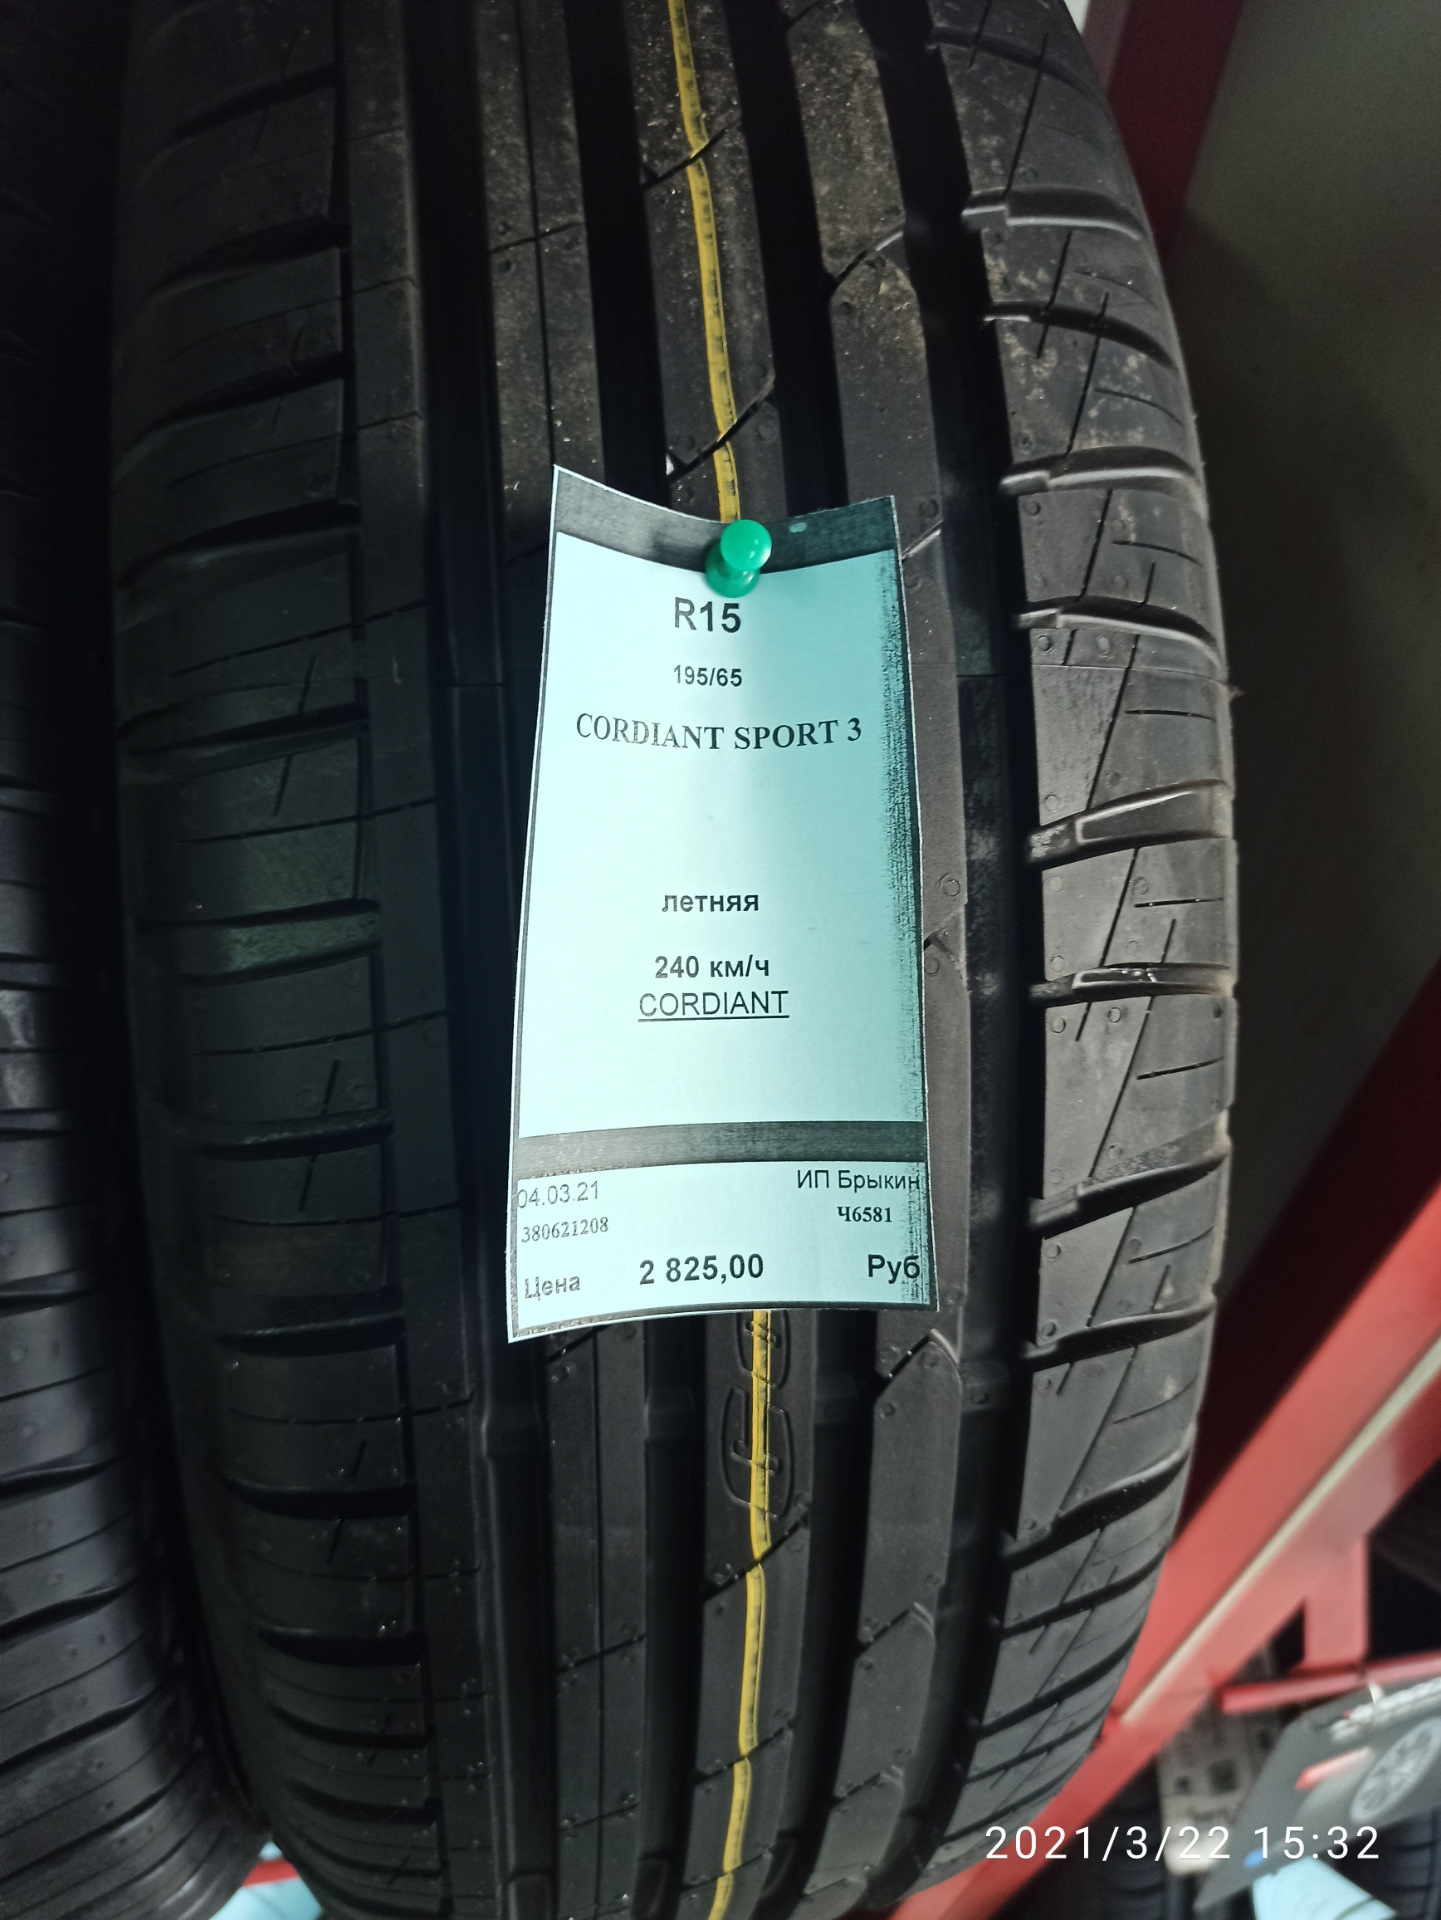 R15
195/65
CORDIANT SPORT 3
летняя
240 км/ч
CORDIANT
04.03.21
ИП Брыкин
380621208
Ч6581
Цена 2 825,00 Руб
2021/3/22 15:32